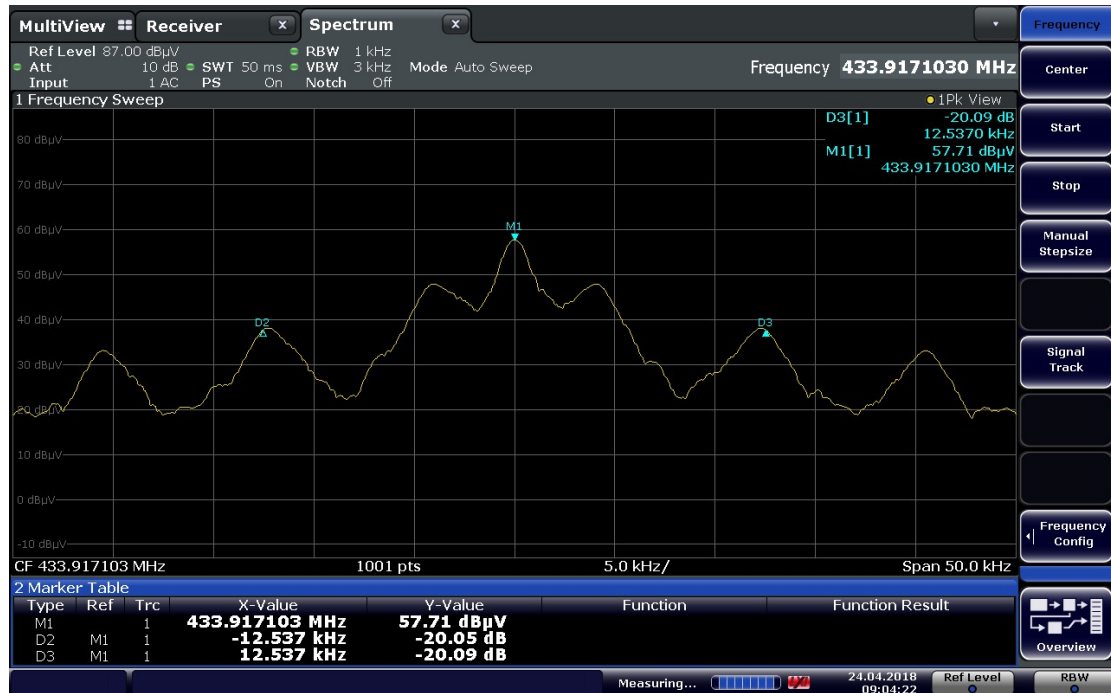 MultiView Receiver X Spectrum X Frequency
Ref Level 87.00 dBµV RBW 1 kHz
Att 10 dB SWT 50 ms VBW 3 kHz Mode Auto Sweep Frequency 433.9171030 MHz
Input 1 AC PS On Notch Off
Center
1 Frequency Sweep 1Pk View
D3[1] -20.09 dB
12.5370 kHz
M1[1] 57.71 dBµV
433.9171030 MHz
Start
80 dBµV
70 dBµV
Stop
60 dBµV
M1
Manual
Stepsize
50 dBµV
40 dBµV
D2 D3
30 dBµV
Signal
Track
20 dBµV
10 dBµV
0 dBµV
-10 dBµV
Frequency
Config
CF 433.917103 MHz 1001 pts 5.0 kHz/ Span 50.0 kHz
2 Marker Table
Type Ref Trc X-Value Y-Value Function Function Result
M1 1 433.917103 MHz 57.71 dBµV
D2 M1 1 -12.537 kHz -20.05 dB
D3 M1 1 12.537 kHz -20.09 dB
Overview
Measuring... 24.04.2018 Ref Level RBW
09:04:22